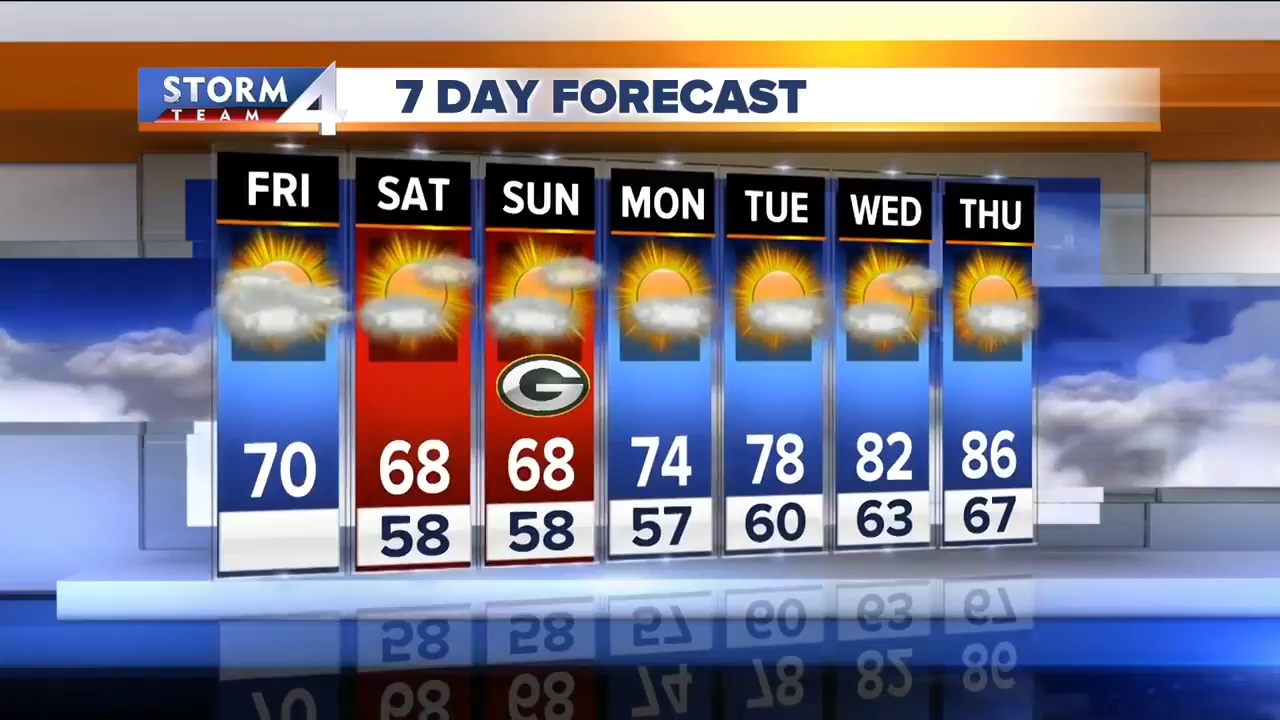 STORM
TEAM 4
7 DAY FORECAST
FRI SAT SUN MON TUE WED THU
G
70 68 68 74 78 82 86
58 58 57 60 63 67